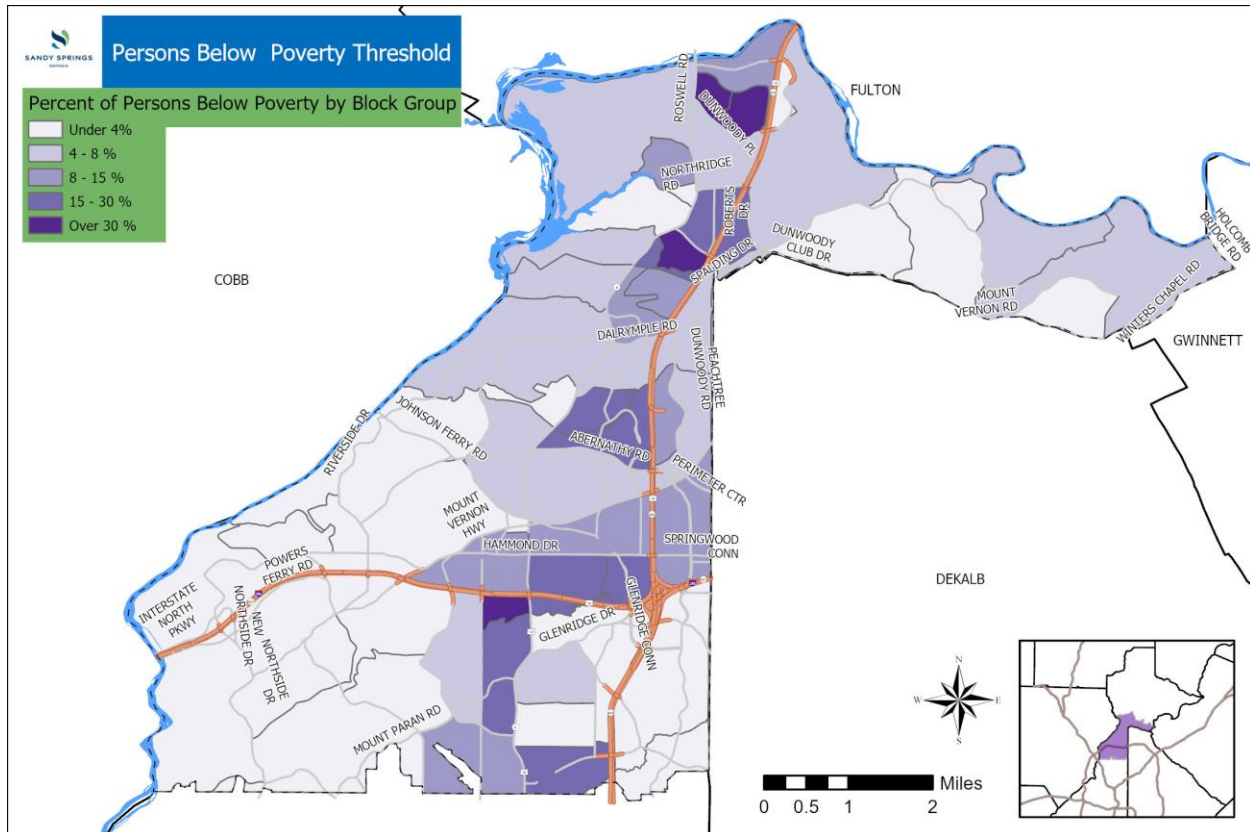 SANDY SPRINGS
GEORGIA
Persons Below Poverty Threshold
Percent of Persons Below Poverty by Block Group
Under 4%
4 - 8 %
8 - 15 %
15 - 30 %
Over 30 %
ROSWELL RD
DUNWOODY PL
FULTON
NORTHRIDGE
RD
ROBERTS
DR
SPALDING DR
DUNWOODY
CLUB DR
HOLCOMB
BRIDGE RD
MOUNT
VERNON RD
WINTERS CHAPEL RD
GWINNETT
COBB
DALRYMPLE RD
PEACHTREE
DUNWOODY RD
RIVERSIDE DR
JOHNSON FERRY RD
ABERNATHY RD
PERIMETER CTR
MOUNT
VERNON
HWY
HAMMOND DR
SPRINGWOOD
CONN
POWERS
FERRY RD
INTERSTATE
NORTH
PKWY
NORTHSIDE DR
NEW NORTHSIDE
DR
GLENRIDGE DR
GLENRIDGE CONN
DEKALB
MOUNT PARAN RD
N
W E
S
Miles
0 0.5 1 2